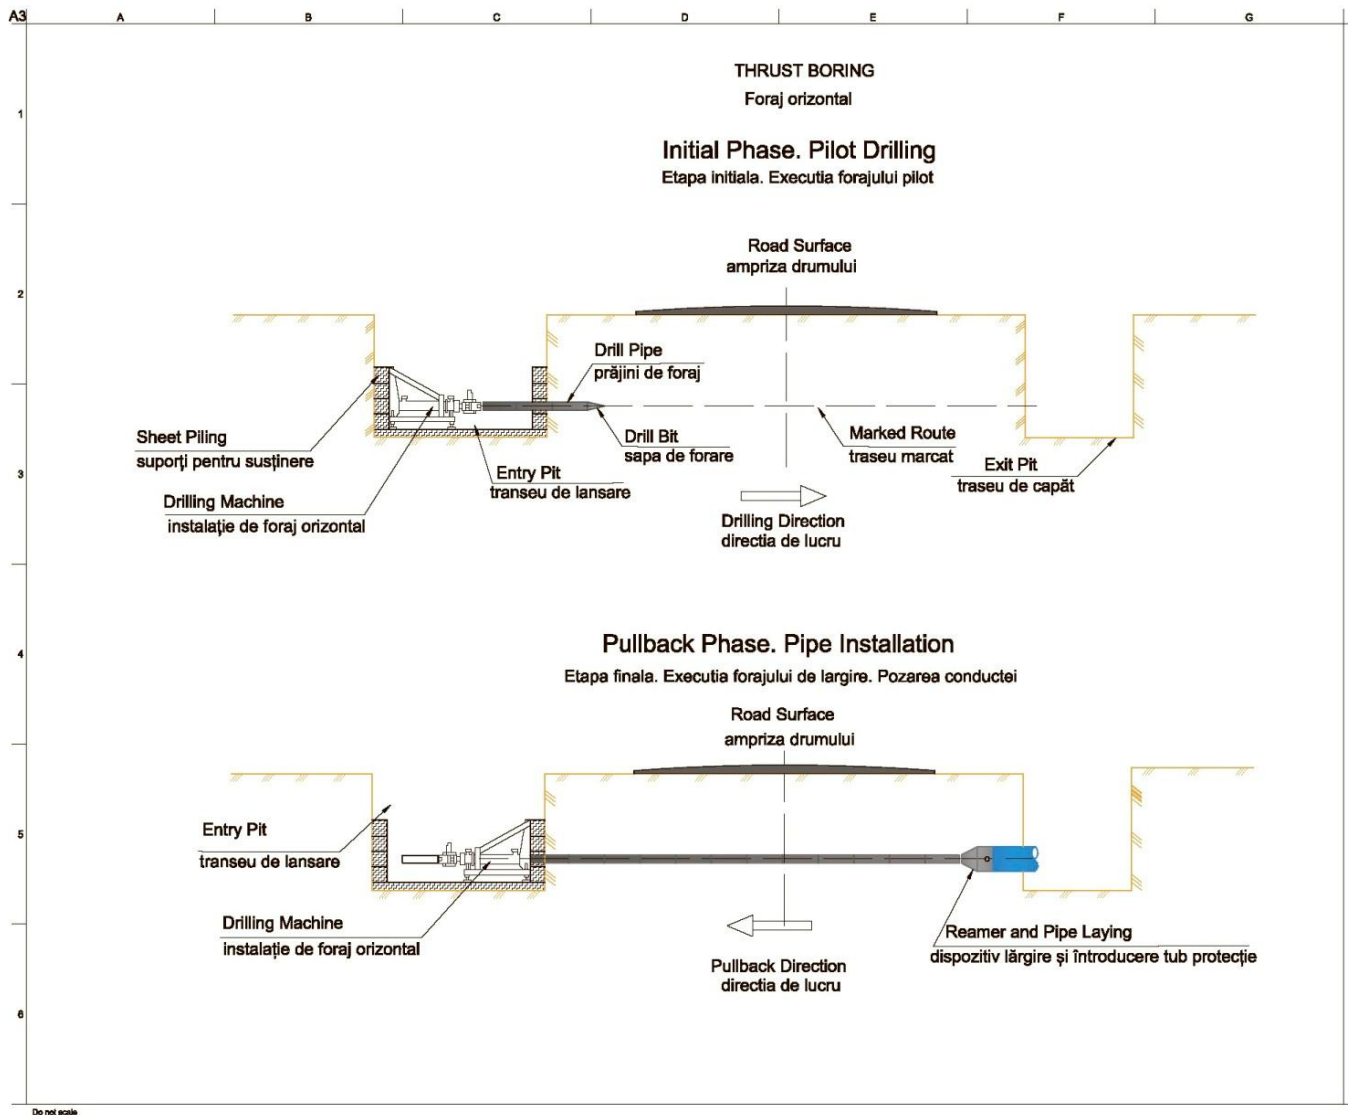 A3
A B C D E F G
1
THRUST BORING
Foraj orizontal
Initial Phase. Pilot Drilling
Etapa initiala. Executia forajului pilot
Road Surface
ampriza drumului
2
Drill Pipe
prăjini de foraj
Sheet Piling
suporți pentru susținere
Drill Bit
sapa de forare
Marked Route
traseu marcat
3
Entry Pit
transeu de lansare
Exit Pit
traseu de capăt
Drilling Machine
instalație de foraj orizontal
Drilling Direction
directia de lucru
4
Pullback Phase. Pipe Installation
Etapa finala. Executia forajului de largire. Pozarea conductei
Road Surface
ampriza drumului
5
Entry Pit
transeu de lansare
Drilling Machine
instalație de foraj orizontal
Reamer and Pipe Laying
dispozitiv lărgire și întroducere tub protecție
Pullback Direction
directia de lucru
6
Do not scale